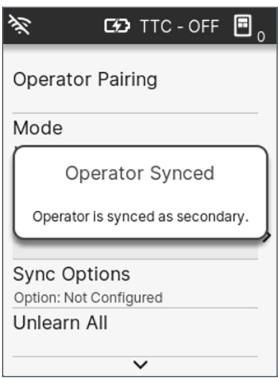 TTC - OFF
0
Operator Pairing
Mode
Operator Synced
Operator is synced as secondary.
Sync Options
Option: Not Configured
Unlearn All